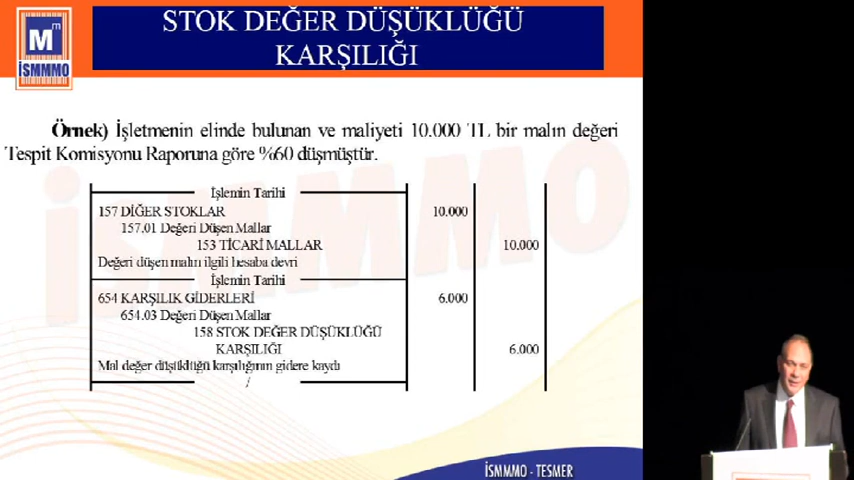 STOK DEĞER DÜŞÜKLÜĞÜ
KARŞILIĞI
M m
İSMMMO
Örnek) İşletmenin elinde bulunan ve maliyeti 10.000 TL bir malın değeri
Tespit Komisyonu Raporuna göre %60 düşmüştür.
İşlemin Tarihi
157 DİĞER STOKLAR 10.000
157.01 Değeri Düşen Mallar
153 TİCARİ MALLAR 10.000
Değeri düşen malın ilgili hesaba devri
İşlemin Tarihi
654 KARŞILIK GİDERLERİ 6.000
654.03 Değeri Düşen Mallar
158 STOK DEĞER DÜŞÜKLÜĞÜ
KARŞILIĞI 6.000
Mal değer düşüklüğü karşılığının gidere kaydı
/
İSMMMO
İSMMMO - TESMER